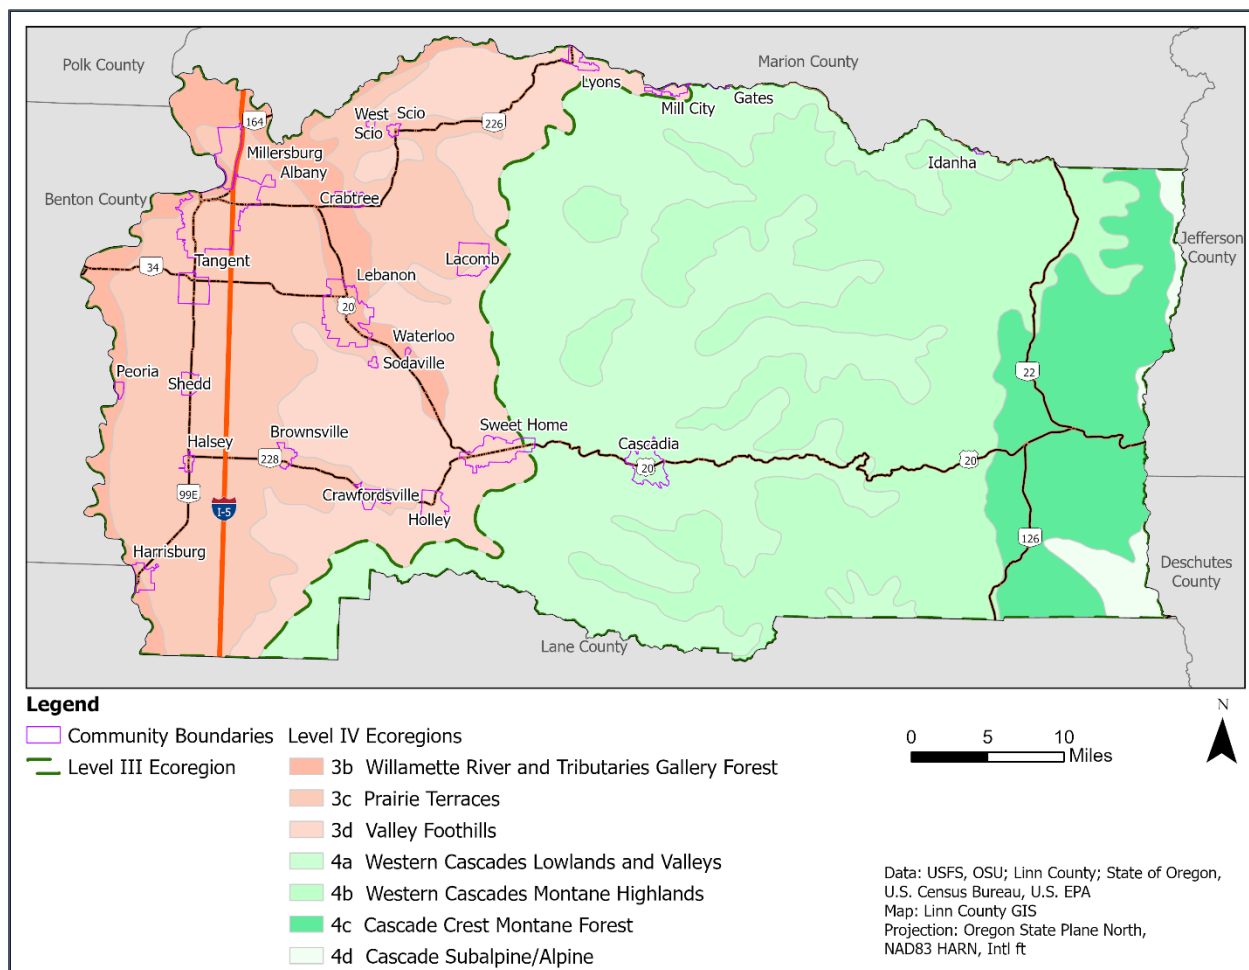 Polk County
Marion County
Lyons
Mill City
Gates
164
West
Scio
Scio
226
Millersburg
Albany
Idanha
Benton County
Crabtree
Jefferson
County
Tangent
34
Lacomb
Lebanon
20
Waterloo
Sodaville
Peoria
Shedd
22
Halsey
Brownsville
Sweet Home
Cascadia
228
20
20
99E
Crawfordsville
Holley
I-5
126
Harrisburg
Deschutes
County
Lane County
Legend
Community Boundaries
Level III Ecoregion
Level IV Ecoregions
3b Willamette River and Tributaries Gallery Forest
3c Prairie Terraces
3d Valley Foothills
4a Western Cascades Lowlands and Valleys
4b Western Cascades Montane Highlands
4c Cascade Crest Montane Forest
4d Cascade Subalpine/Alpine
0 5 10
Miles
N
Data: USFS, OSU; Linn County; State of Oregon,
U.S. Census Bureau, U.S. EPA
Map: Linn County GIS
Projection: Oregon State Plane North,
NAD83 HARN, Intl ft